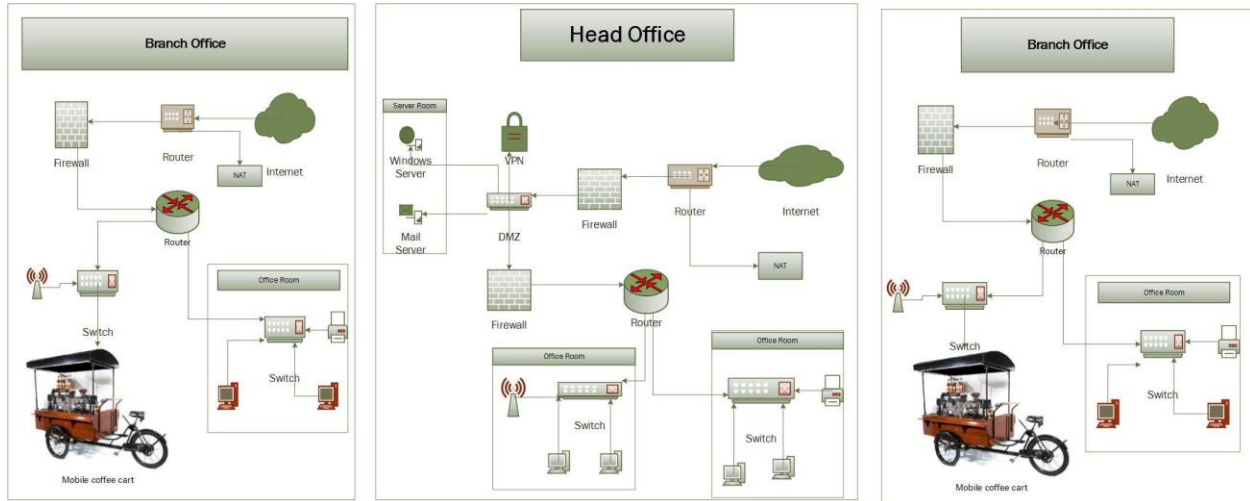 Branch Office
Firewall
Router
Internet
NAT
Router
Switch
Office Room
Switch
Mobile coffee cart
Head Office
Server Room
Windows
Server
Mail
Server
VPN
DMZ
Firewall
Router
Internet
NAT
Firewall
Router
Office Room
Switch
Office Room
Switch
Branch Office
Firewall
Router
Internet
NAT
Router
Switch
Office Room
Switch
Mobile coffee cart